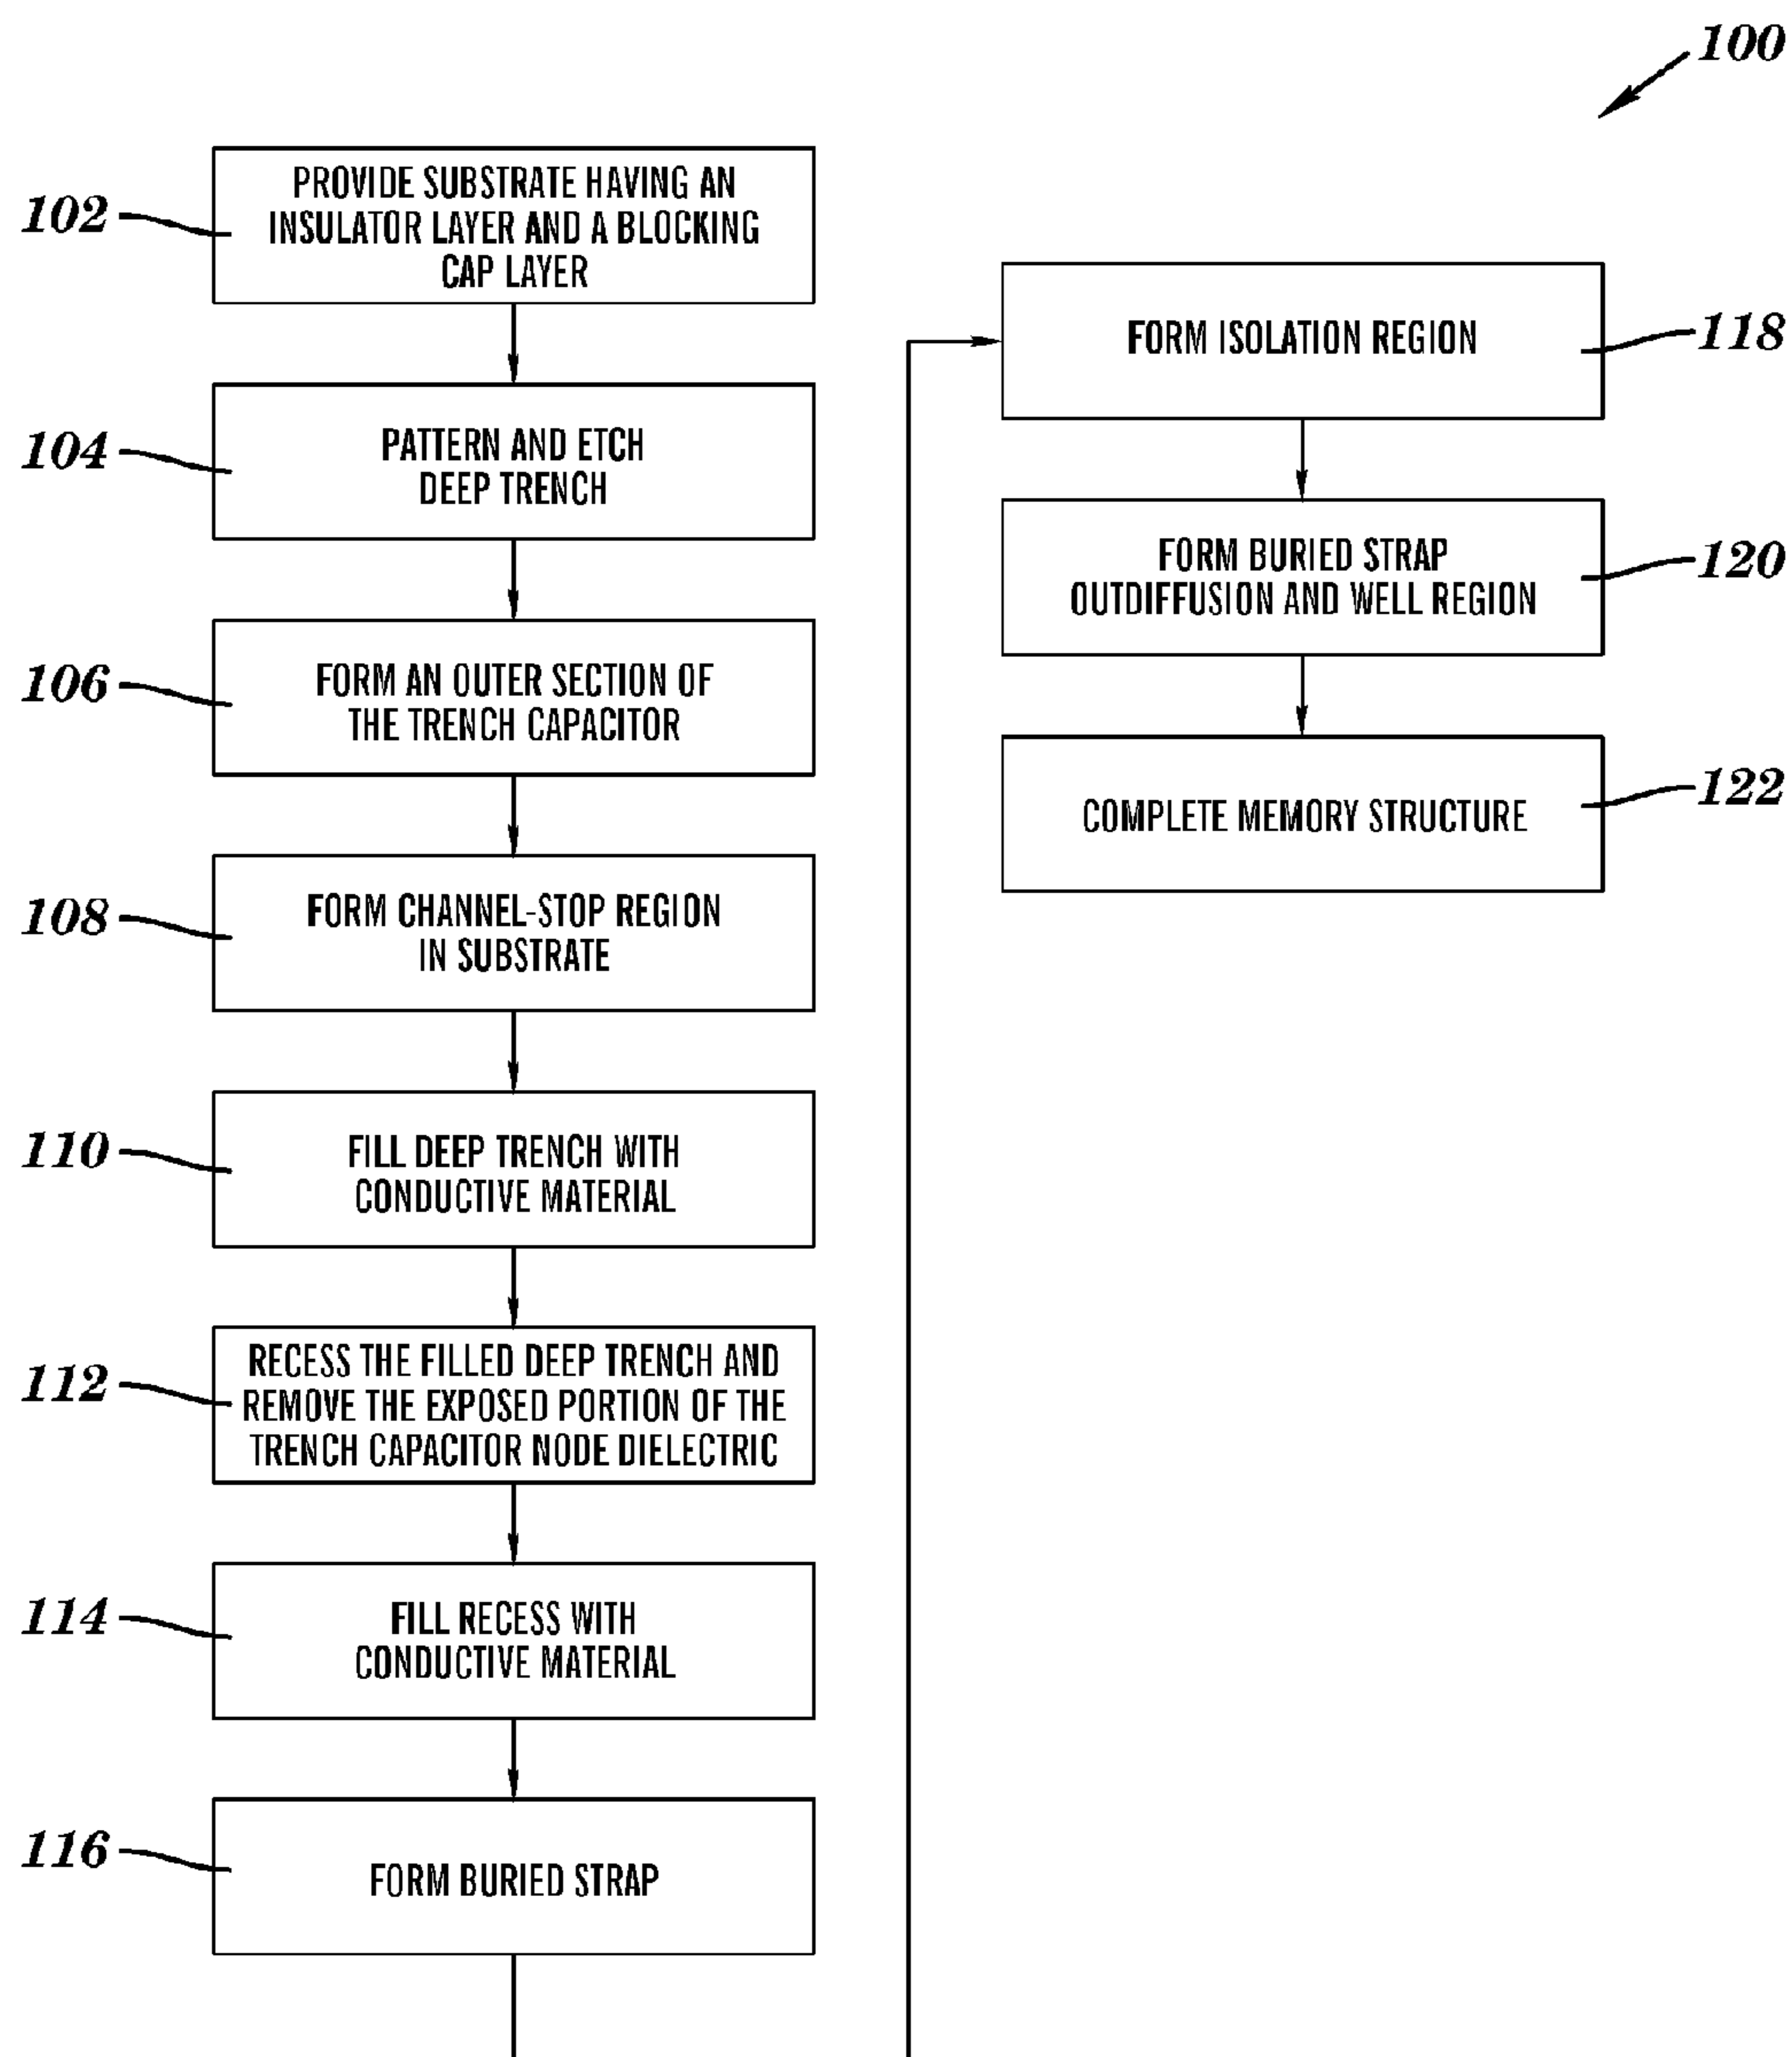 100
102
PROVIDE SUBSTRATE HAVING AN
INSULATOR LAYER AND A BLOCKING
CAP LAYER
104
PATTERN AND ETCH
DEEP TRENCH
106
FORM AN OUTER SECTION OF
THE TRENCH CAPACITOR
108
FORM CHANNEL-STOP REGION
IN SUBSTRATE
110
FILL DEEP TRENCH WITH
CONDUCTIVE MATERIAL
112
RECESS THE FILLED DEEP TRENCH AND
REMOVE THE EXPOSED PORTION OF THE
TRENCH CAPACITOR NODE DIELECTRIC
114
FILL RECESS WITH
CONDUCTIVE MATERIAL
116
FORM BURIED STRAP
FORM ISOLATION REGION
118
FORM BURIED STRAP
OUTDIFFUSION AND WELL REGION
120
COMPLETE MEMORY STRUCTURE
122